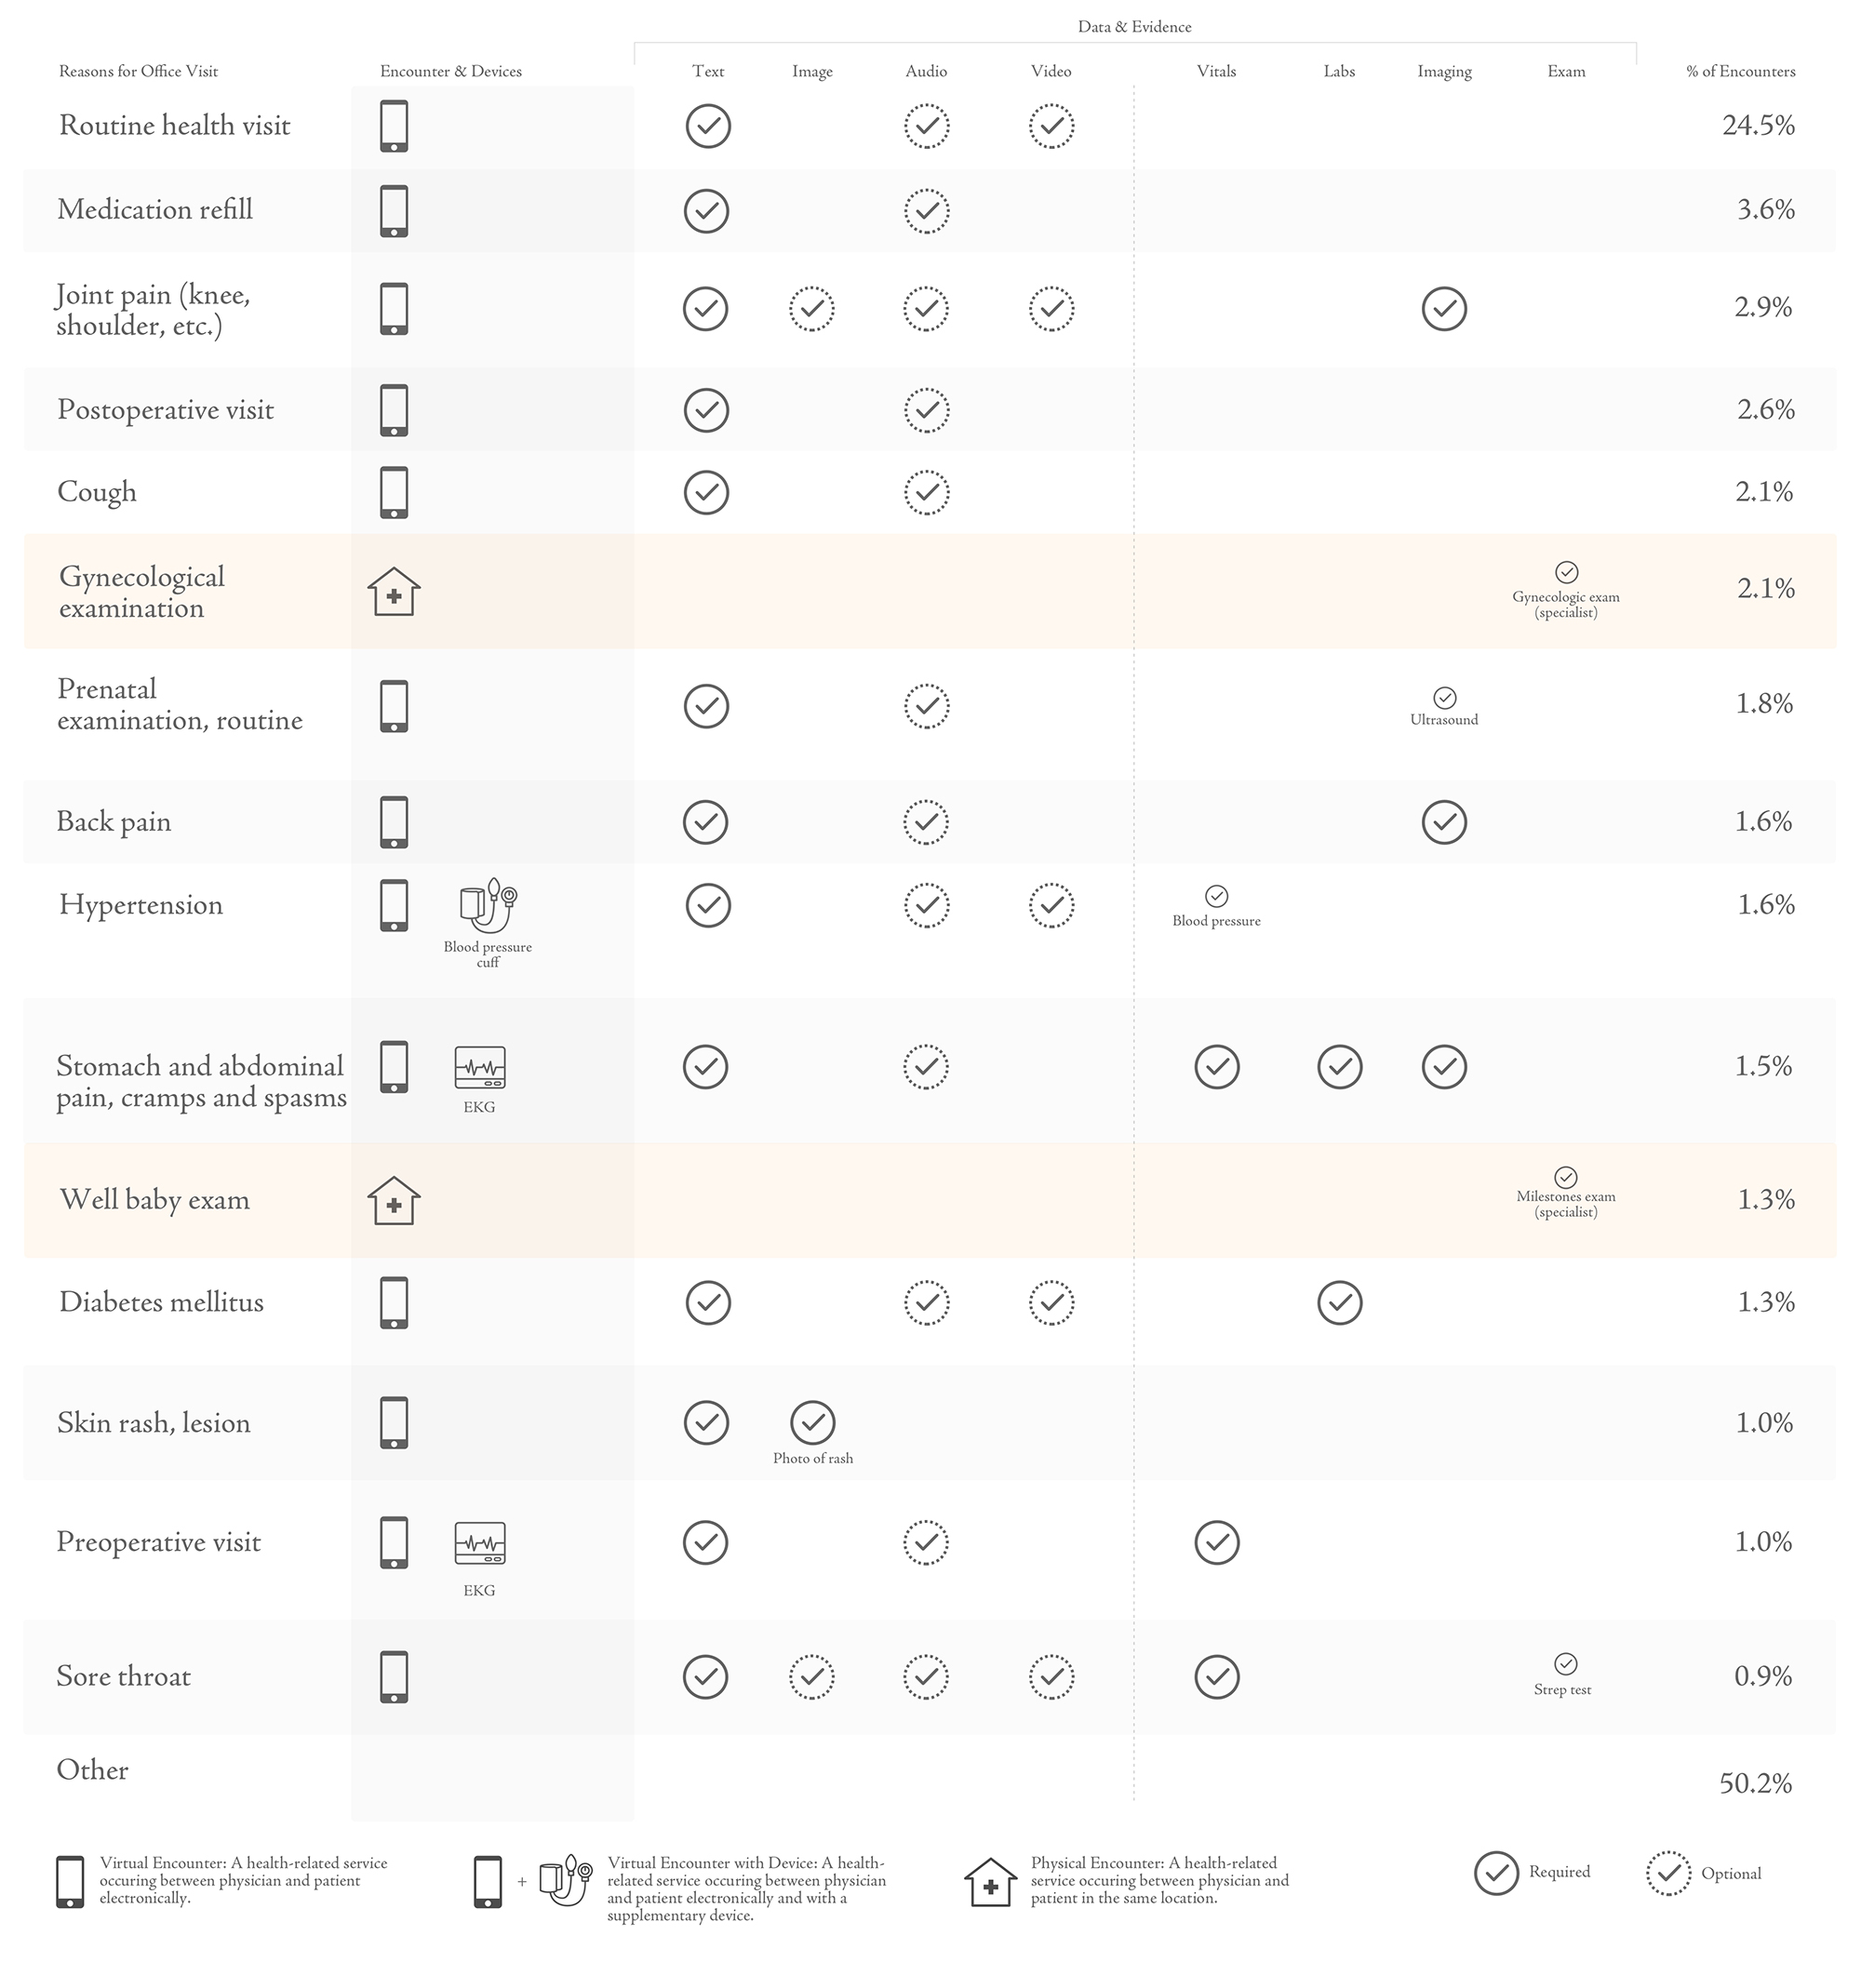 Data & Evidence
Reasons for Office Visit
Encounter & Devices
Text
Image
Audio
Video
Vitals
Labs
Imaging
Exam
% of Encounters
Routine health visit
24.5%
Medication refill
3.6%
Joint pain (knee,
shoulder, etc.)
2.9%
Postoperative visit
2.6%
Cough
2.1%
Gynecological
examination
Gynecologic exam
(specialist)
2.1%
Prenatal
examination, routine
Ultrasound
1.8%
Back pain
1.6%
Hypertension
Blood pressure
cuff
Blood pressure
1.6%
Stomach and abdominal
pain, cramps and spasms
EKG
1.5%
Well baby exam
Milestones exam
(specialist)
1.3%
Diabetes mellitus
1.3%
Skin rash, lesion
Photo of rash
1.0%
Preoperative visit
EKG
1.0%
Sore throat
Strep test
0.9%
Other
50.2%
Virtual Encounter: A health-related service
occuring between physician and patient
electronically.
+
Virtual Encounter with Device: A health-
related service occuring between physician
and patient electronically and with a
supplementary device.
Physical Encounter: A health-related
service occuring between physician and
patient in the same location.
Required
Optional